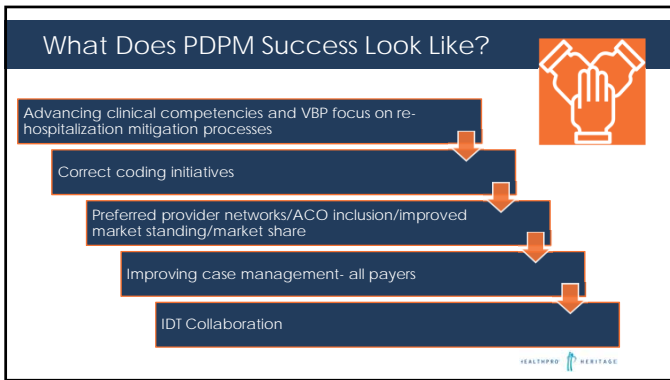 What Does PDPM Success Look Like?
Advancing clinical competencies and VBP focus on re-
hospitalization mitigation processes
Correct coding initiatives
Preferred provider networks/ACO inclusion/improved
market standing/market share
Improving case management- all payers
IDT Collaboration
HEALTHPRO HERITAGE